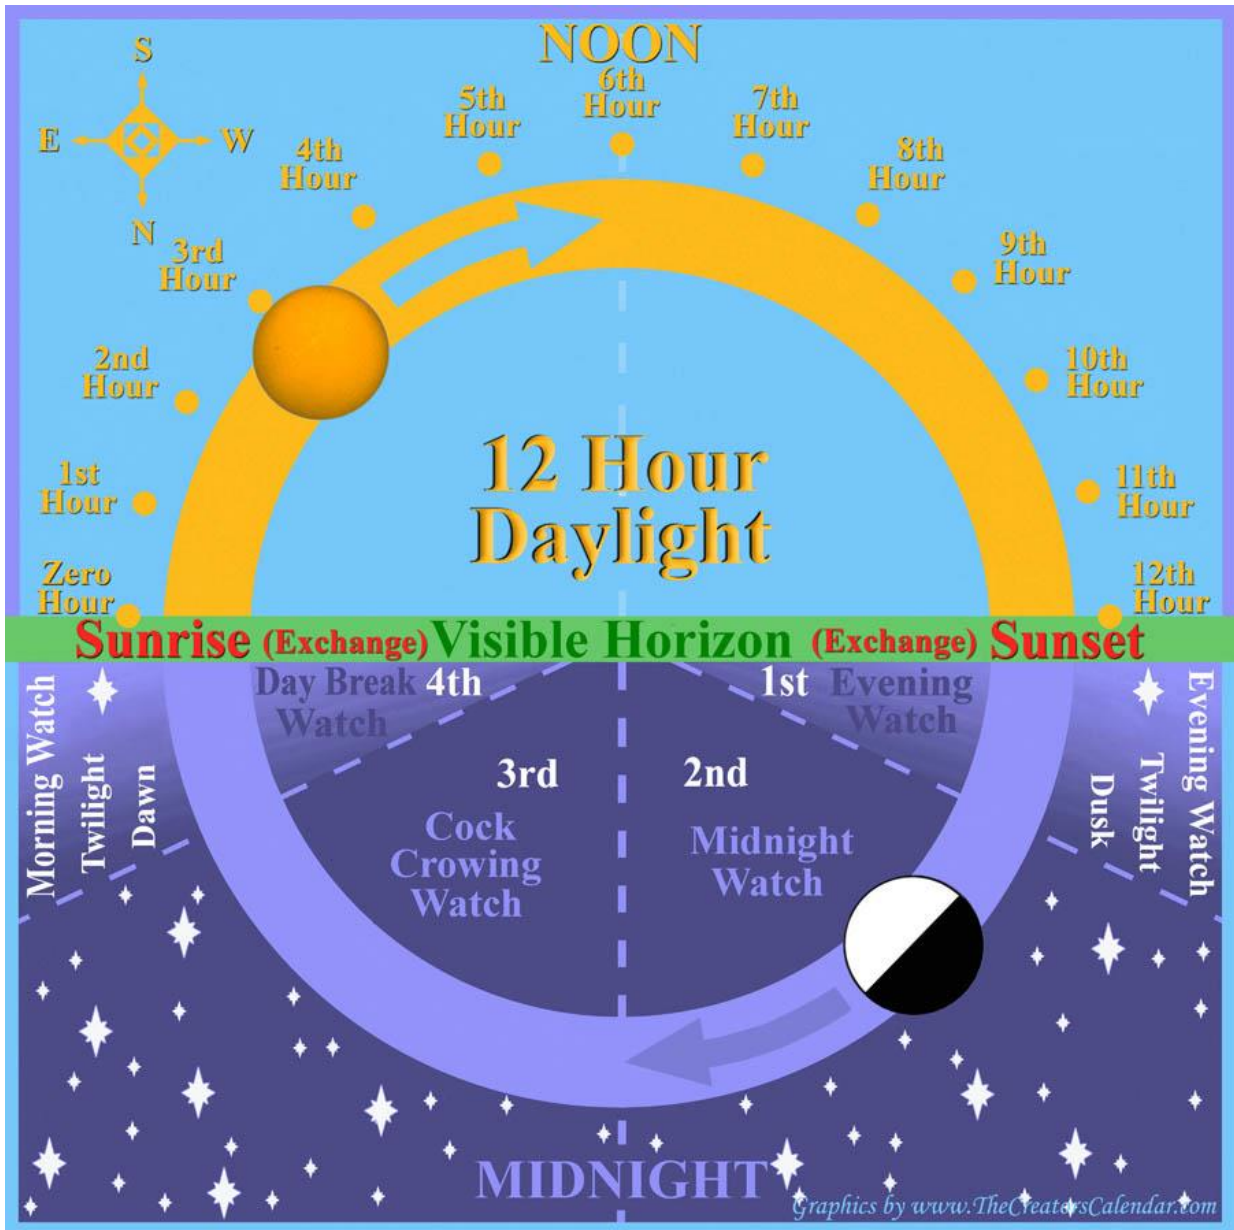 S
E
W
N
NOON
6th
Hour
5th
Hour
7th
Hour
4th
Hour
8th
Hour
3rd
Hour
9th
Hour
2nd
Hour
10th
Hour
1st
Hour
11th
Hour
Zero
Hour
12th
Hour
12 Hour
Daylight
Sunrise (Exchange) Visible Horizon (Exchange) Sunset
Day Break 4th
Watch
1st Evening
Watch
3rd
Cock
Crowing
Watch
2nd
Midnight
Watch
Morning Watch
Twilight
Dawn
Dusk
Twilight
Evening Watch
MIDNIGHT
Graphics by www.TheCreatorsCalendar.com